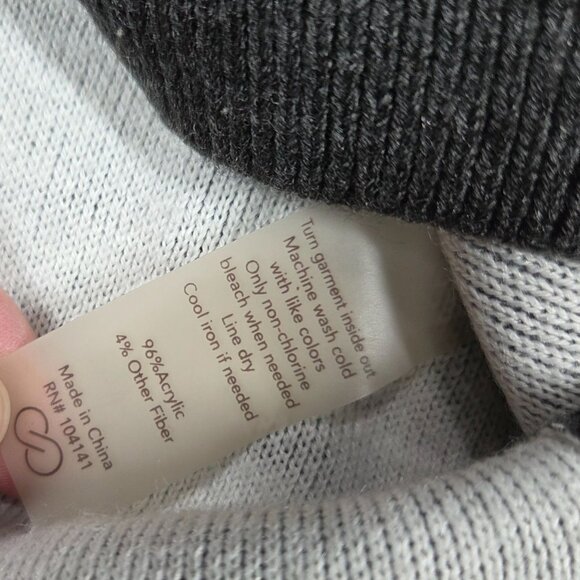 Turn garment inside out
Machine wash cold
with like colors
Only non-chlorine
bleach when needed
Line dry
Cool iron if needed
96%Acrylic
4% Other Fiber
Made in China
RN# 104141